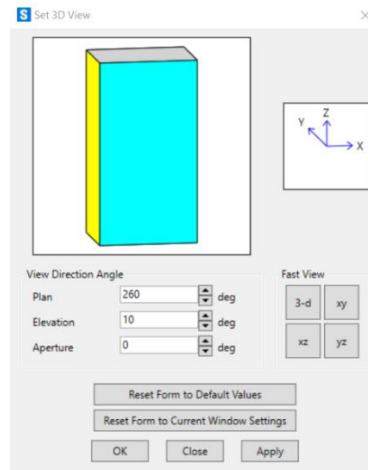 S Set 3D View
Z
Y
X
View Direction Angle
Fast View
Plan 260 deg
3-d xy
Elevation 10 deg
Aperture 0 deg
xz yz
Reset Form to Default Values
Reset Form to Current Window Settings
OK Close Apply